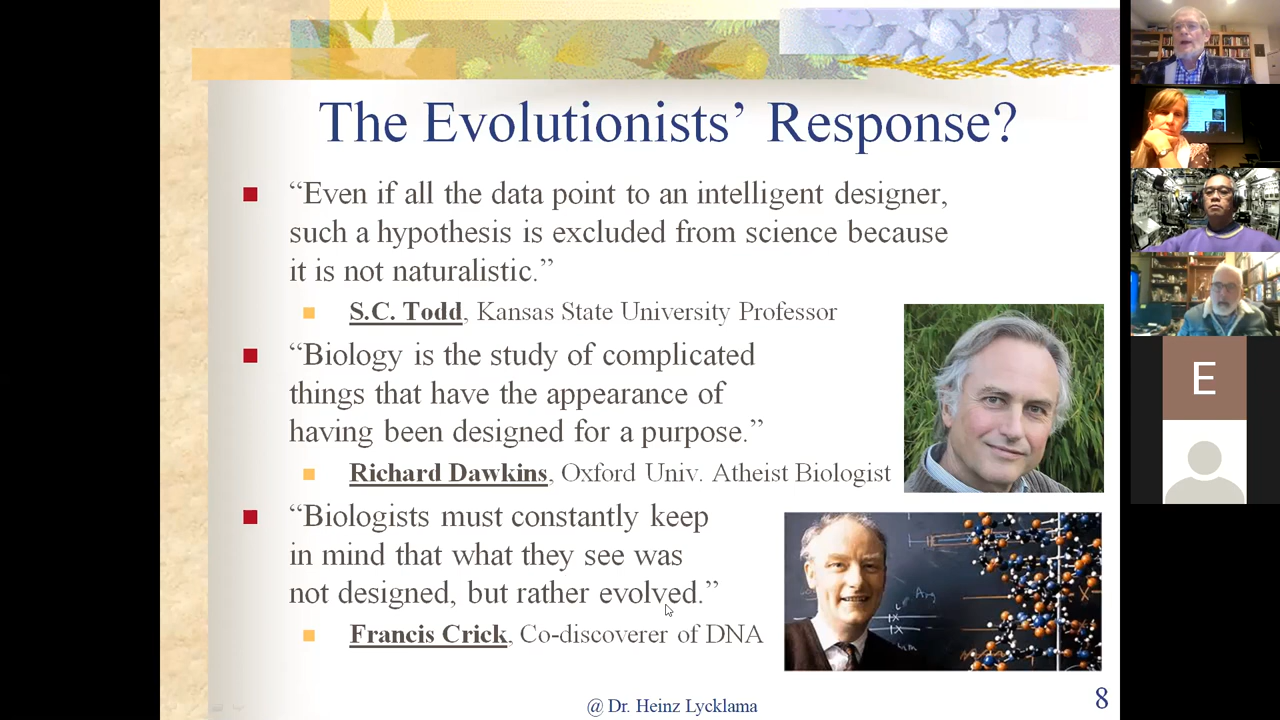 The Evolutionists’ Response?
“Even if all the data point to an intelligent designer,
such a hypothesis is excluded from science because
it is not naturalistic.”
S.C. Todd, Kansas State University Professor
“Biology is the study of complicated
things that have the appearance of
having been designed for a purpose.”
Richard Dawkins, Oxford Univ. Atheist Biologist
“Biologists must constantly keep
in mind that what they see was
not designed, but rather evolved.”
Francis Crick, Co-discoverer of DNA
@ Dr. Heinz Lycklama
8
E